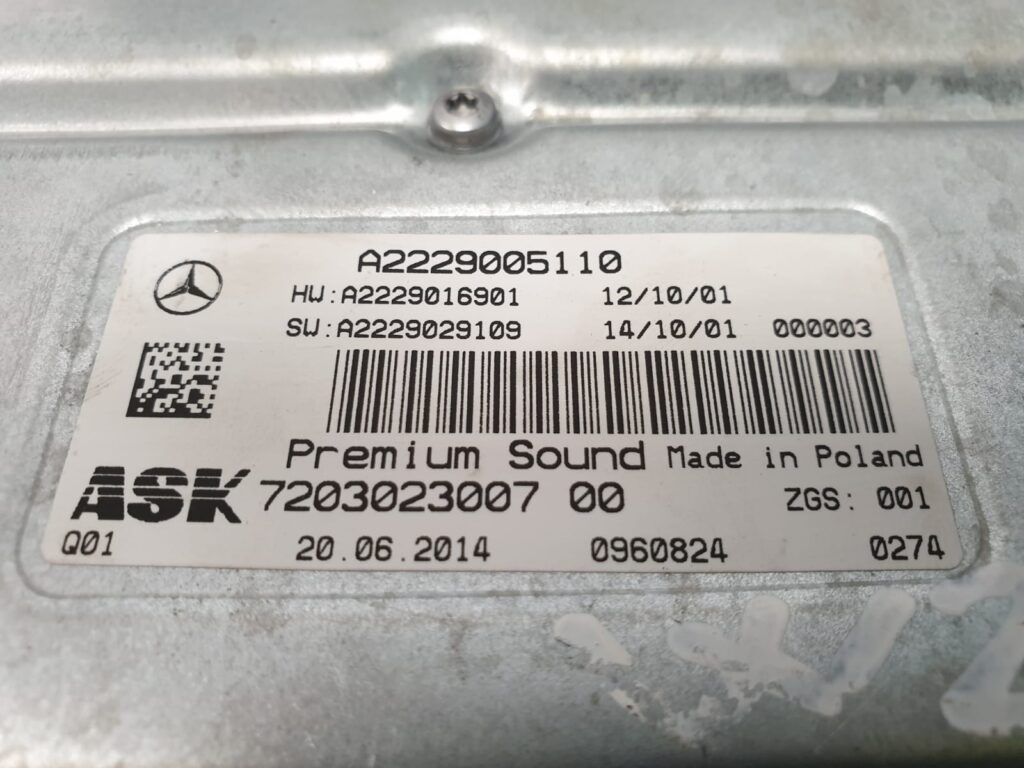 A2229005110
HW:A2229016901 12/10/01
SW:A2229029109 14/10/01 000003
Premium Sound Made in Poland
ASK 7203023007 00 ZGS: 001
Q01 20.06.2014 0960824 0274